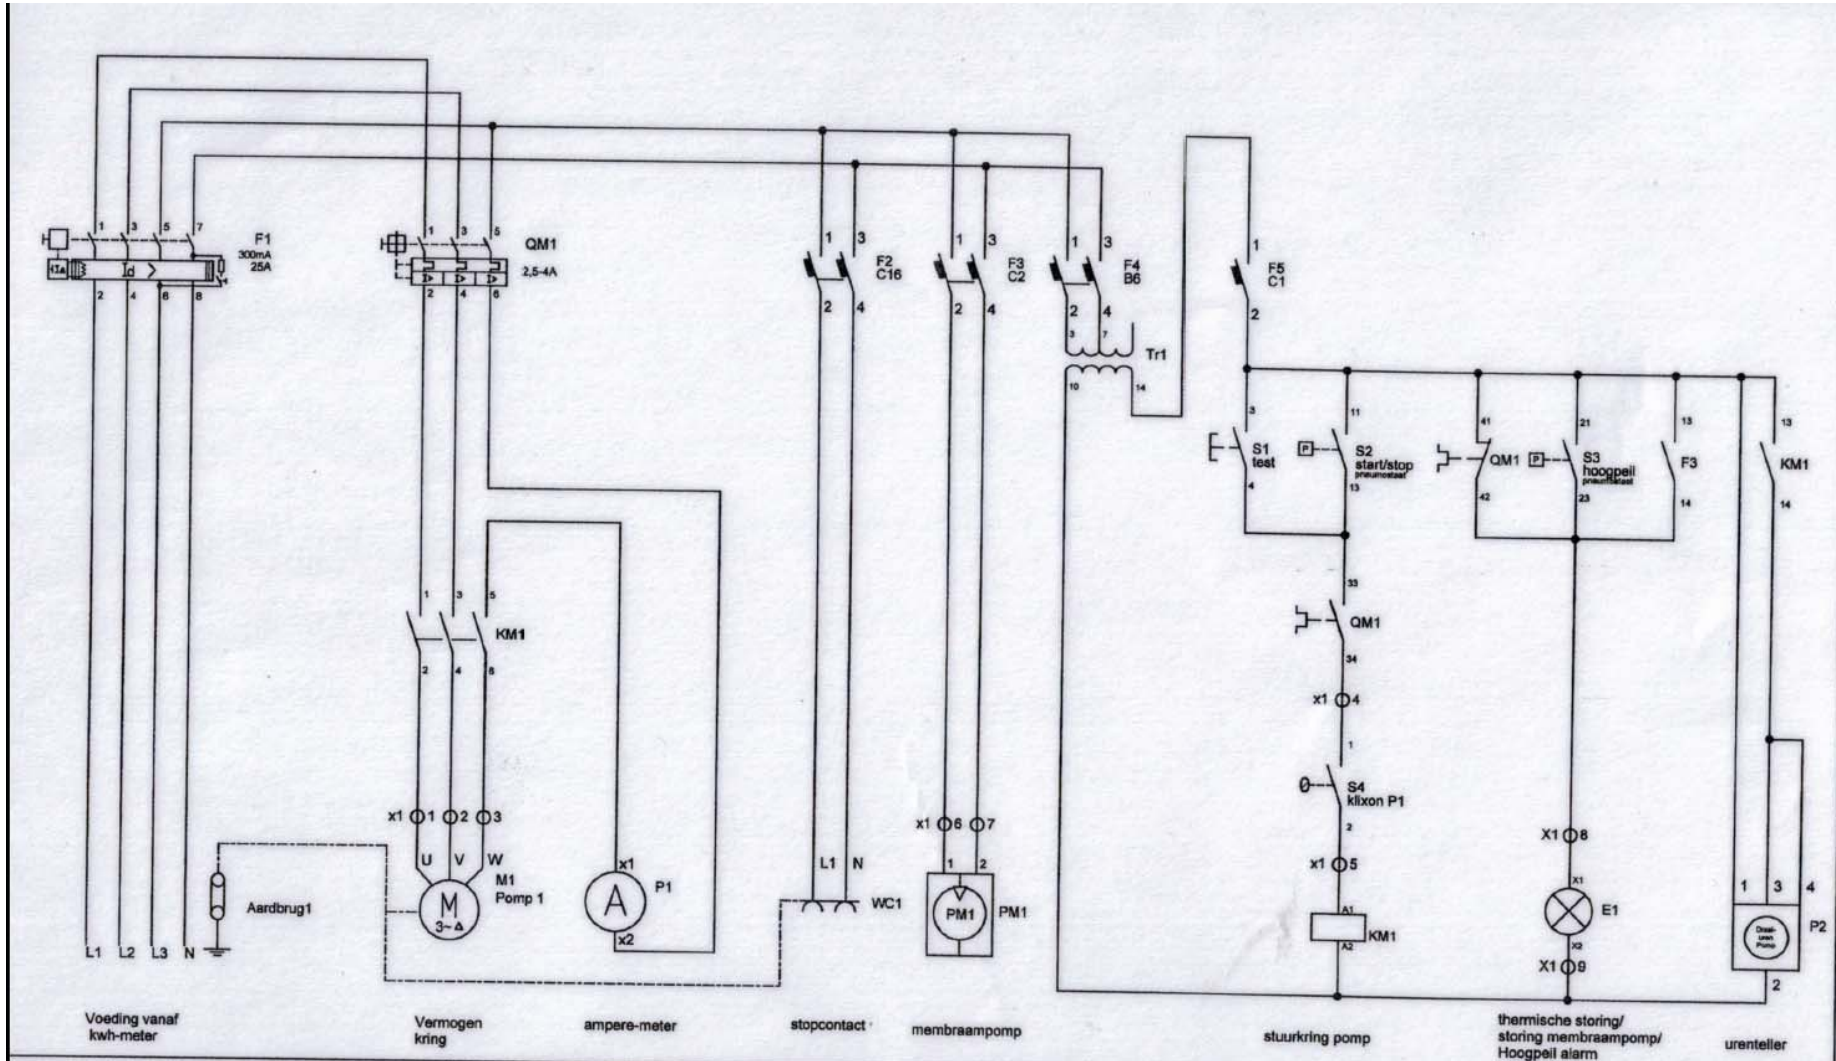 1
3
5
7
F1
300mA
25A
Id >
2
4
6
8
1
3
5
QM1
2,5-4A
I>
I>
I>
2
4
6
1
3
F2
C16
2
4
1
3
F3
C2
2
4
1
3
F4
B6
2
4
3
7
Tr1
10
14
1
F5
C1
2
3
S1
test
4
11
P
S2
start/stop
pneumostaat
13
41
QM1
42
21
P
S3
hoogpeil
pneumostaat
23
13
F3
14
13
KM1
14
1
3
5
KM1
2
4
6
33
QM1
34
x1 4
1
S4
klixon P1
2
x1 5
A1
KM1
A2
x1 1 2 3
U V W
M
3~ Δ
M1
Pomp 1
x1
A
P1
x2
L1 N
WC1
x1 6 7
1 2
PM1
PM1
X1 8
X1
E1
X2
X1 9
1 3 4
Draai-
uren
Pomp
P2
2
Aardbrug1
L1 L2 L3 N
Voeding vanaf
kwh-meter
Vermogen
kring
ampere-meter
stopcontact
membraampomp
stuurkring pomp
thermische storing/
storing membraampomp/
Hoogpeil alarm
urenteller